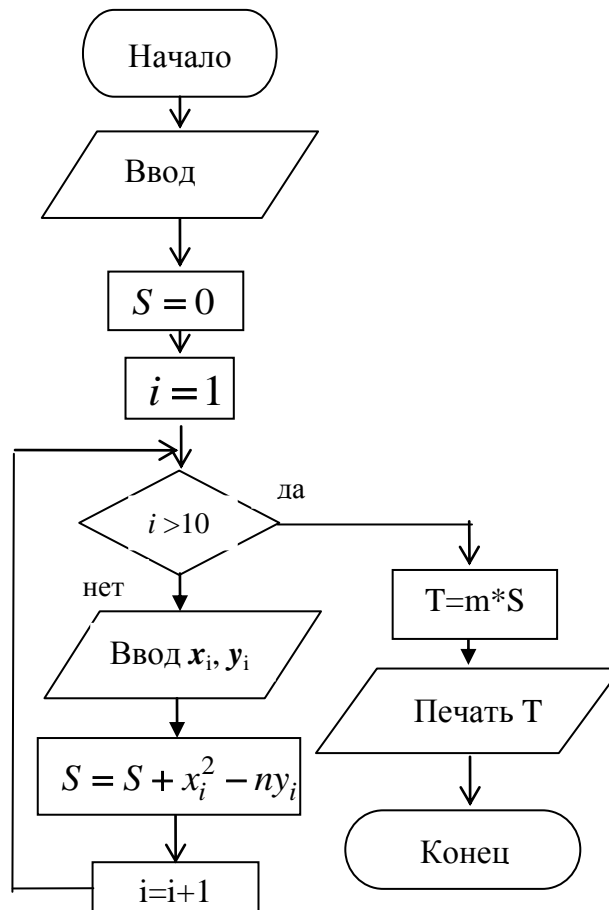 Начало
Ввод
S = 0
i = 1
i >10
да
нет
Ввод xᵢ, yᵢ
S = S + xᵢ² − nyᵢ
i=i+1
T=m*S
Печать T
Конец